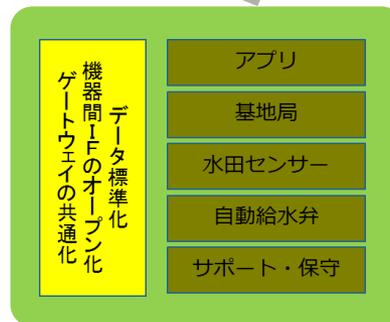 データ標準化
機器間IFのオープン化
ゲートウェイの共通化
アプリ
基地局
水田センサー
自動給水弁
サポート・保守